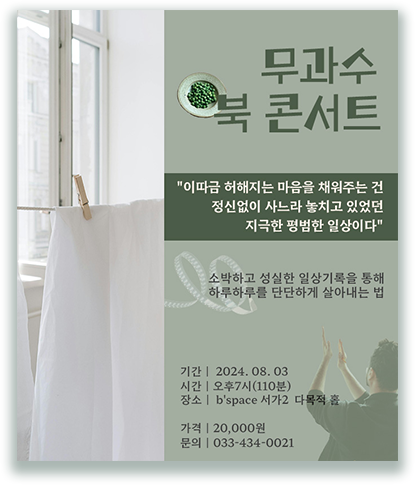 무과수
북 콘서트
"이따금 허해지는 마음을 채워주는 건
정신없이 사느라 놓치고 있었던
지극한 평범한 일상이다"
소박하고 성실한 일상기록을 통해
하루하루를 단단하게 살아내는 법
기간 | 2024. 08. 03
시간 | 오후7시(110분)
장소 | b'space 서가2 다목적 홀
가격 | 20,000원
문의 | 033-434-0021